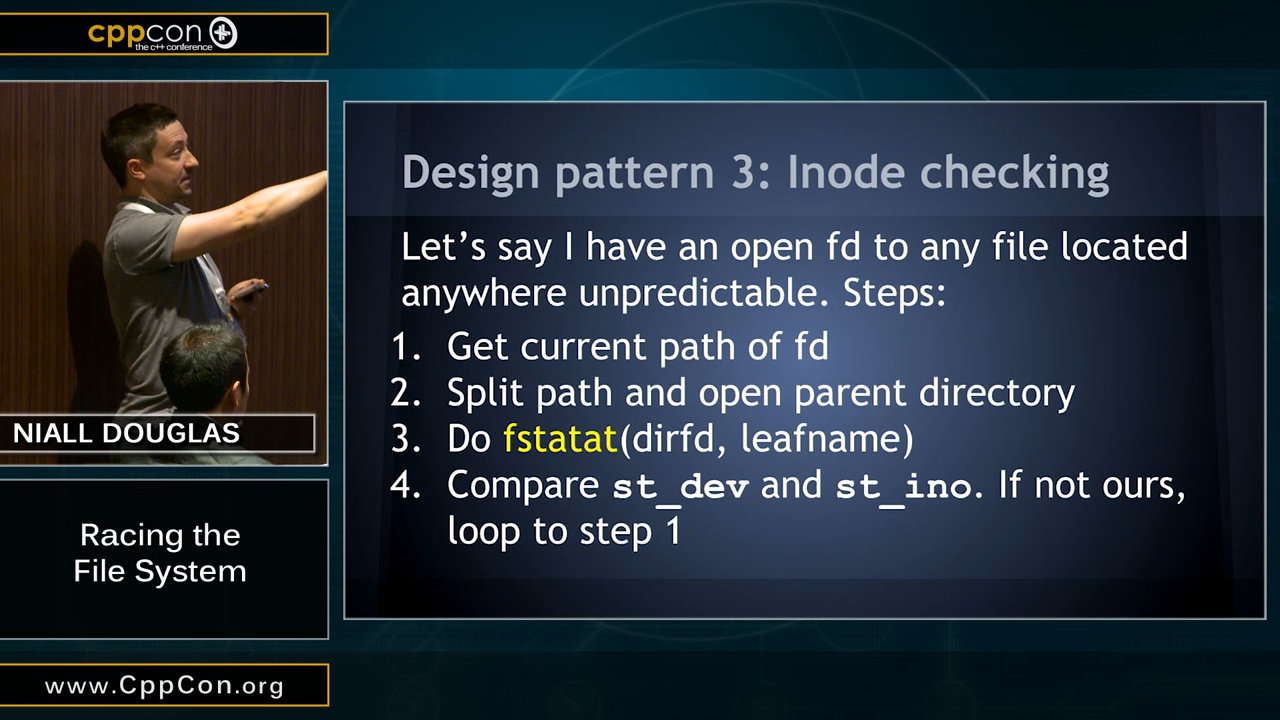 cppcon
the c++ conference
NIALL DOUGLAS
Racing the
File System
www.CppCon.org
Design pattern 3: Inode checking
Let’s say I have an open fd to any file located
anywhere unpredictable. Steps:
1. Get current path of fd
2. Split path and open parent directory
3. Do fstatat(dirfd, leafname)
4. Compare st_dev and st_ino. If not ours,
loop to step 1